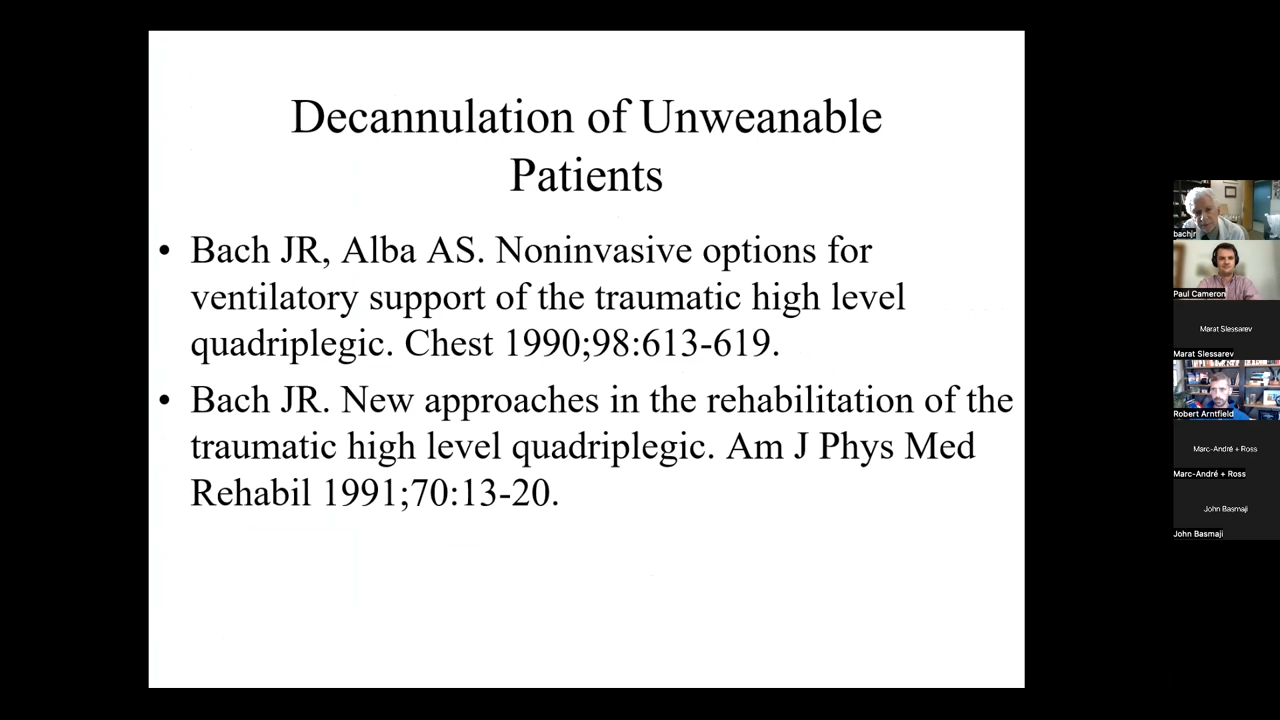 Decannulation of Unweanable
Patients
• Bach JR, Alba AS. Noninvasive options for
ventilatory support of the traumatic high level
quadriplegic. Chest 1990;98:613-619.
• Bach JR. New approaches in the rehabilitation of the
traumatic high level quadriplegic. Am J Phys Med
Rehabil 1991;70:13-20.
bachjr
Paul Cameron
Marat Slessarev
Marat Slessarev
Robert Arntfield
Marc-André + Ross
Marc-André + Ross
John Basmaji
John Basmaji